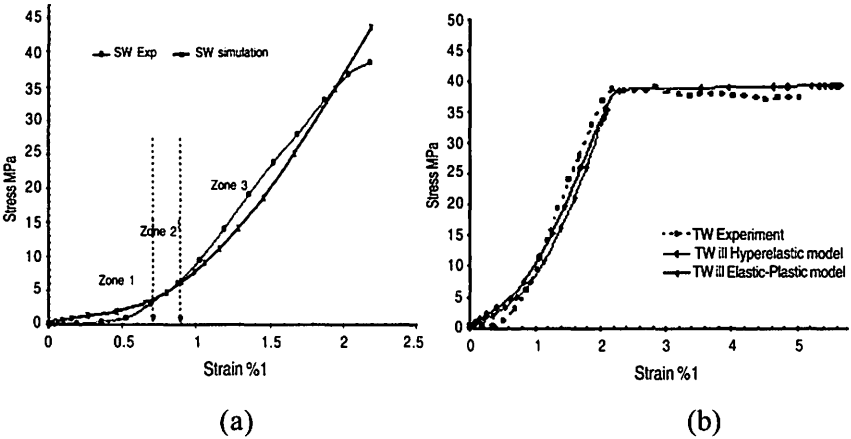 45
40
35
30
25
20
15
10
5
0
Stress MPa
SW Exp
SW simulation
Zone 1
Zone 2
Zone 3
0
0.5
1
1.5
2
2.5
Strain %1
(a)
50
45
40
35
30
25
20
15
10
5
0
Stress MPa
TW Experiment
TW ill Hyperelastic model
TW ill Elastic-Plastic model
0
1
2
3
4
5
Strain %1
(b)